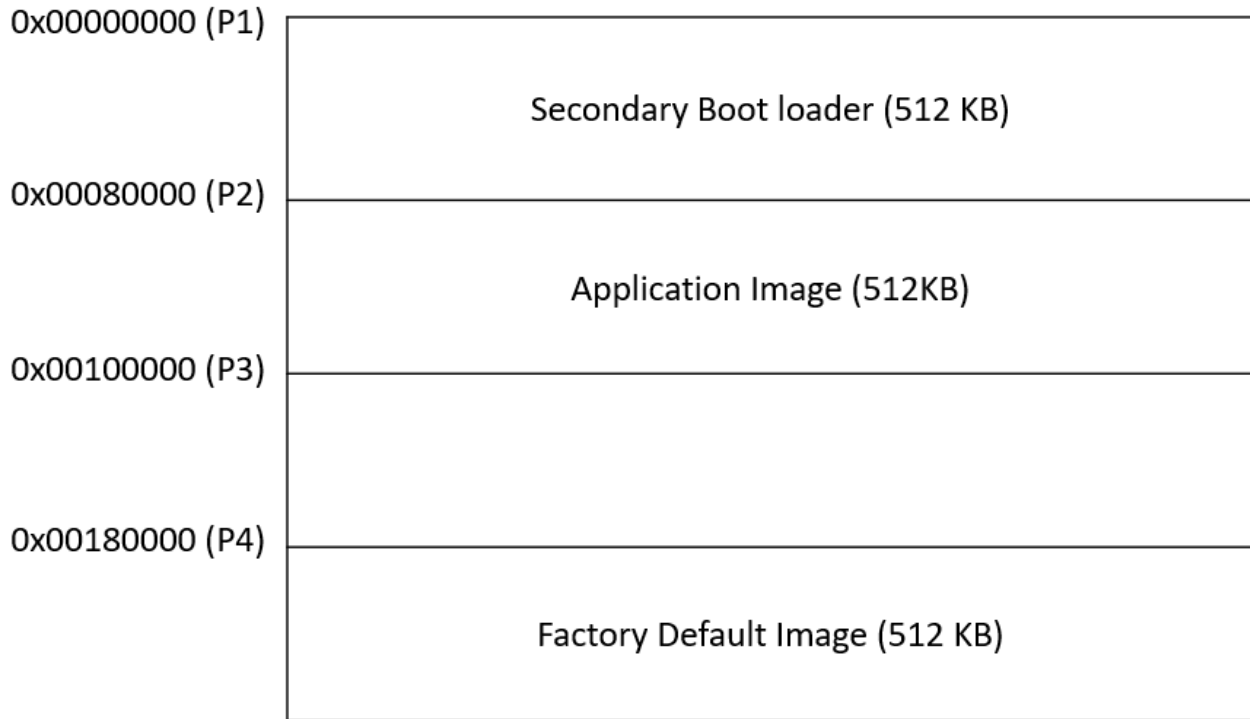 0x00000000 (P1)
Secondary Boot loader (512 KB)
0x00080000 (P2)
Application Image (512KB)
0x00100000 (P3)
0x00180000 (P4)
Factory Default Image (512 KB)